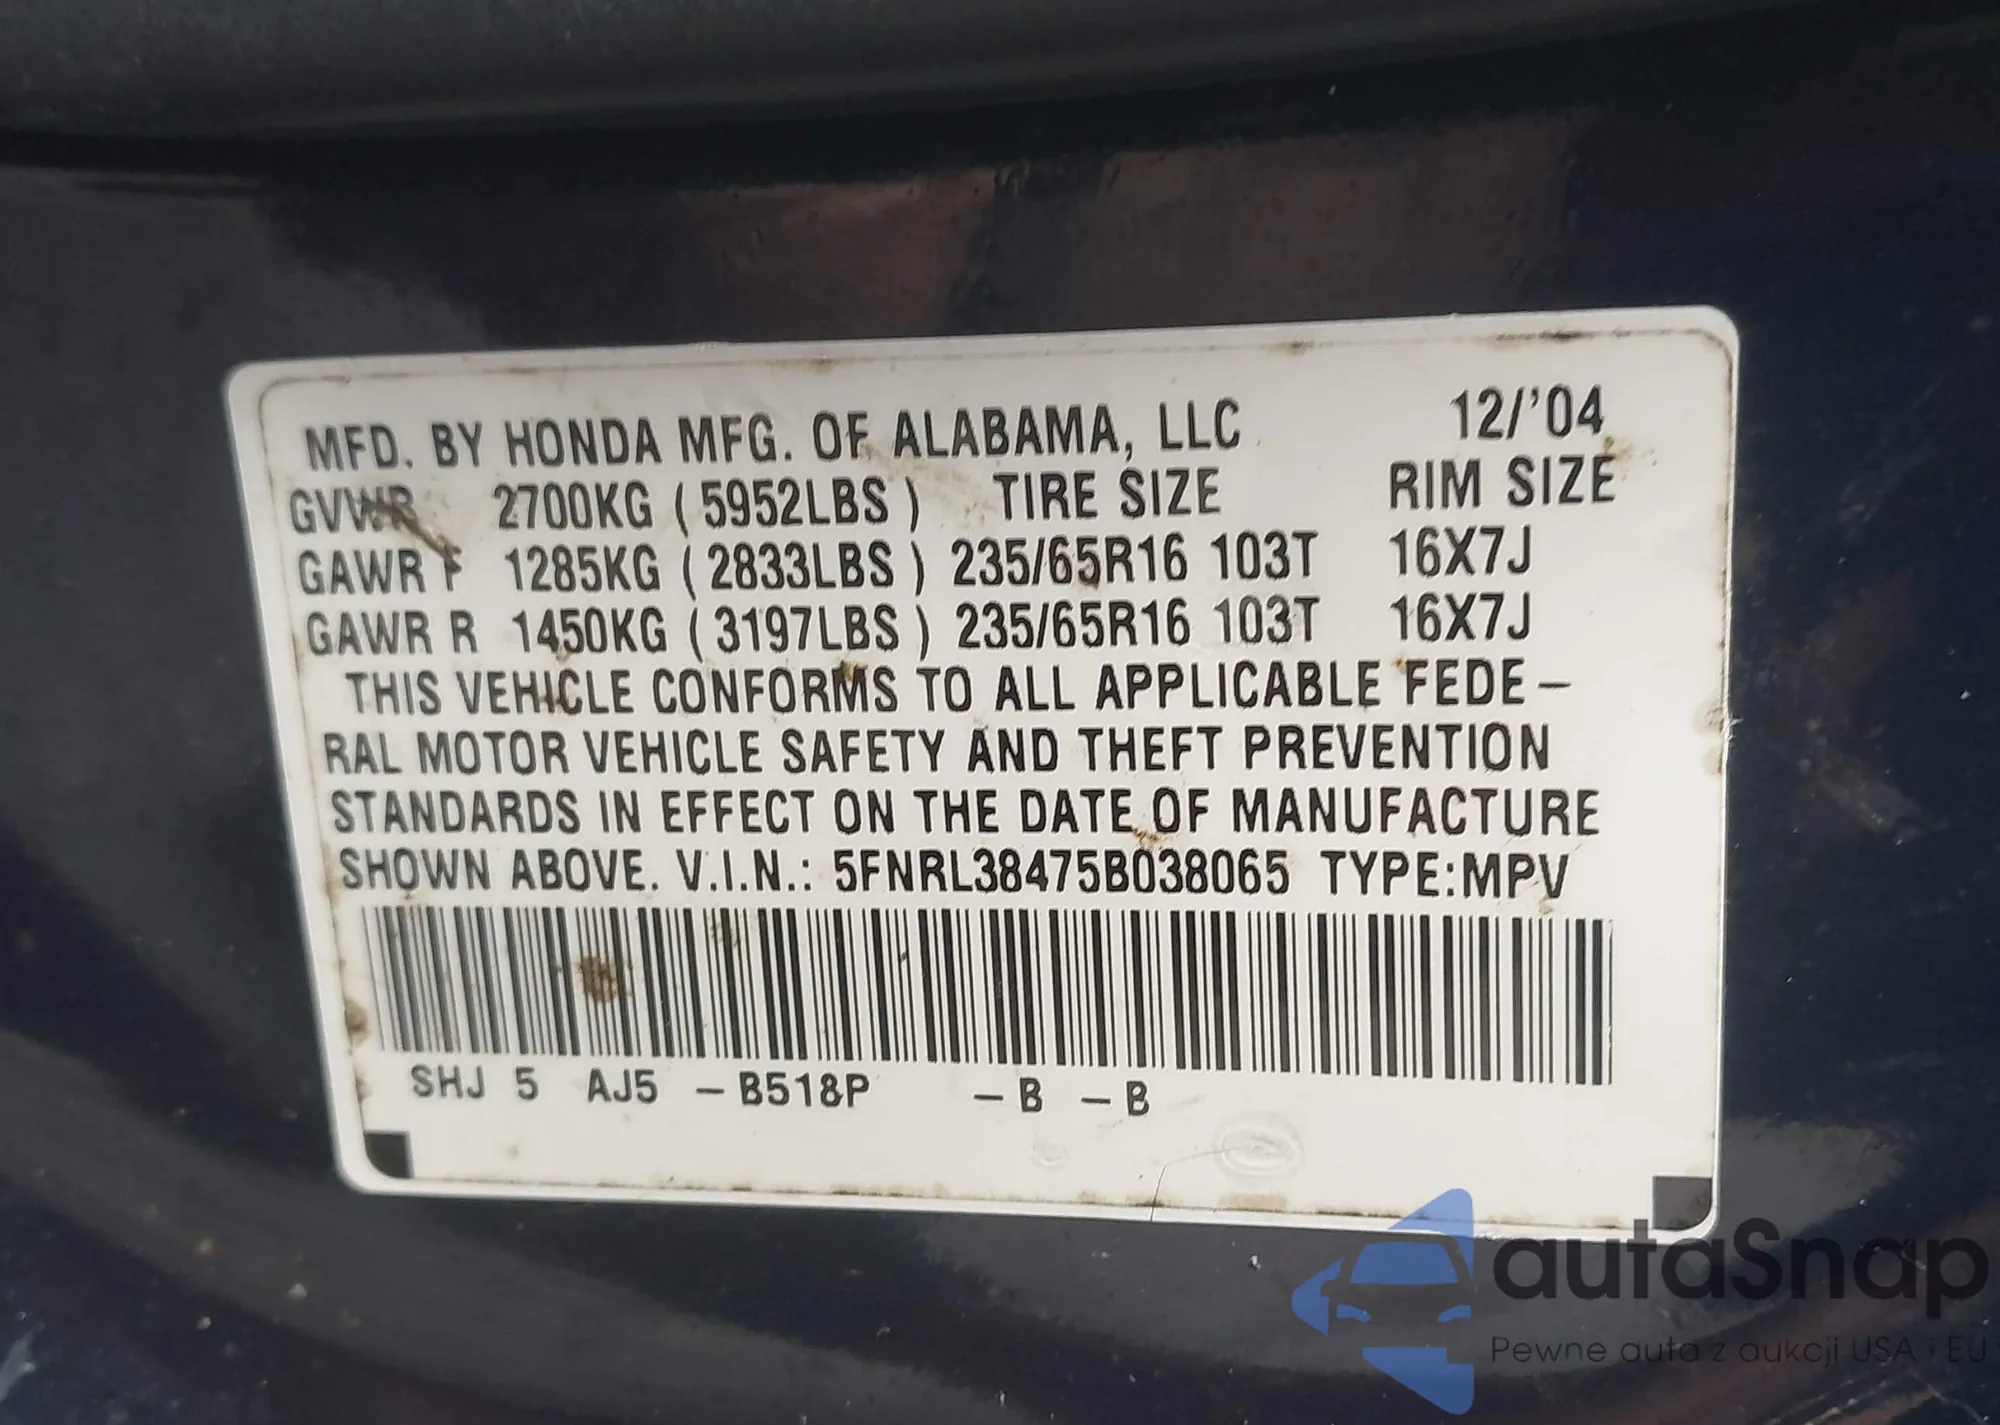 MFD. BY HONDA MFG. OF ALABAMA, LLC 12/'04
GVWR 2700KG (5952LBS) TIRE SIZE RIM SIZE
GAWR F 1285KG (2833LBS) 235/65R16 103T 16X7J
GAWR R 1450KG (3197LBS) 235/65R16 103T 16X7J
THIS VEHICLE CONFORMS TO ALL APPLICABLE FEDE-
RAL MOTOR VEHICLE SAFETY AND THEFT PREVENTION
STANDARDS IN EFFECT ON THE DATE OF MANUFACTURE
SHOWN ABOVE. V.I.N.: 5FNRL38475B038065 TYPE:MPV
SHJ 5 AJ5 -B518P -B -B
autaSnap
Pewne auta z aukcji USA i EU